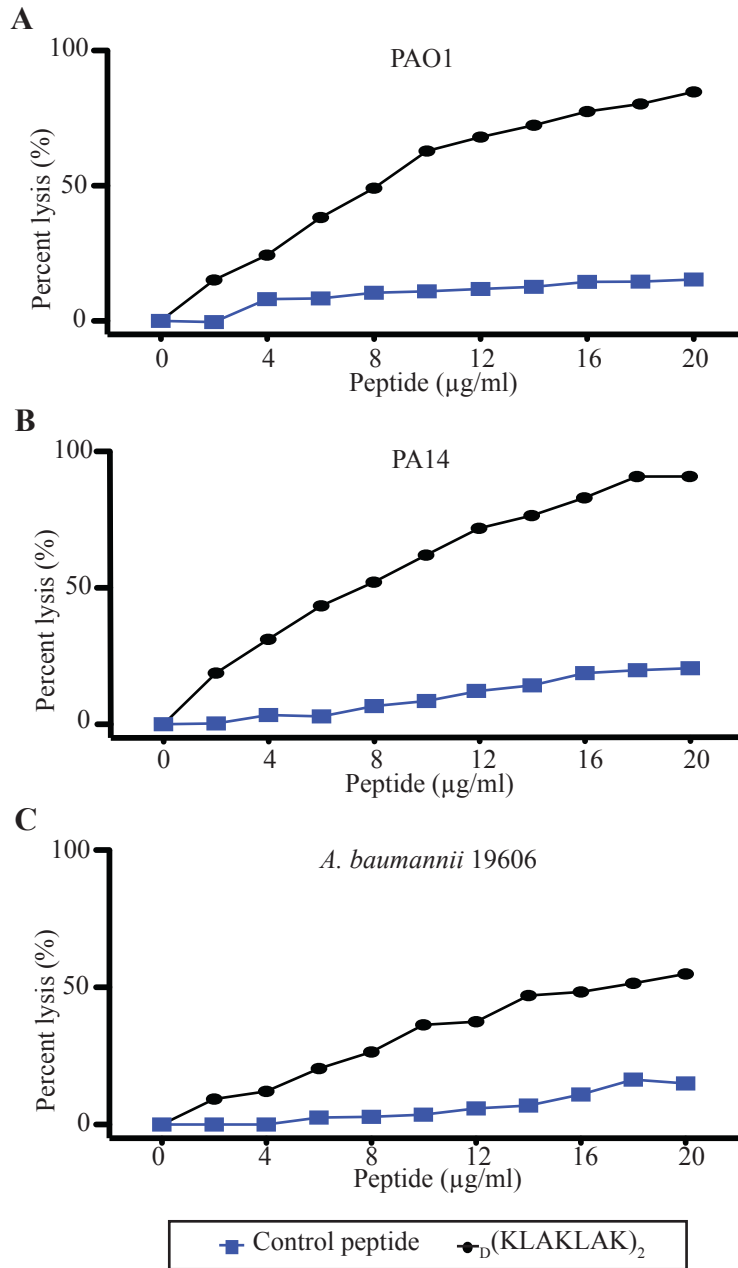 A
PAO1
100
50
0
Percent lysis (%)
0 4 8 12 16 20
Peptide (µg/ml)
B
PA14
100
50
0
Percent lysis (%)
0 4 8 12 16 20
Peptide (µg/ml)
C
A. baumannii 19606
100
50
0
Percent lysis (%)
0 4 8 12 16 20
Peptide (µg/ml)
Control peptide D(KLAKLAK)2